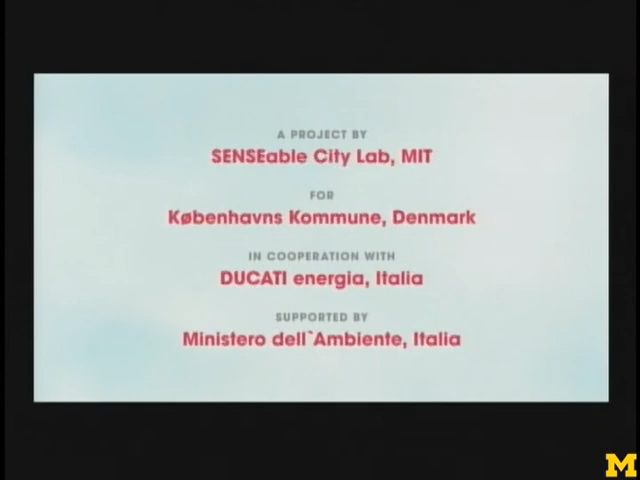 A PROJECT BY
SENSEable City Lab, MIT
FOR
Københavns Kommune, Denmark
IN COOPERATION WITH
DUCATI energia, Italia
SUPPORTED BY
Ministero dell`Ambiente, Italia
M